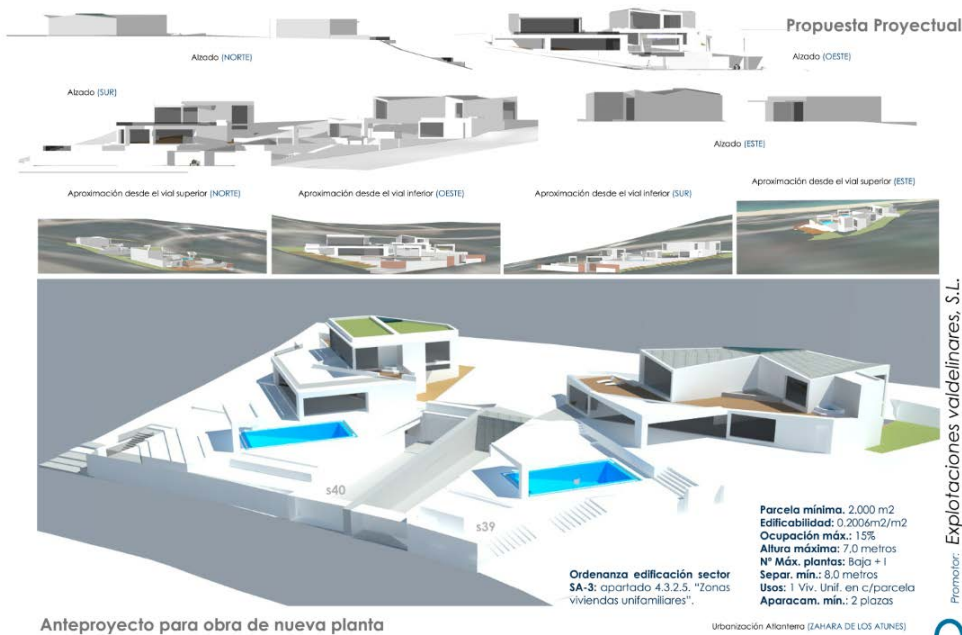 Propuesta Proyectual
Alzado (NORTE)
Alzado (OESTE)
Alzado (SUR)
Alzado (ESTE)
Aproximación desde el vial superior (NORTE)
Aproximación desde el vial inferior (OESTE)
Aproximación desde el vial inferior (SUR)
Aproximación desde el vial superior (ESTE)
s40
s39
Ordenanza edificación sector
SA-3: apartado 4.3.2.5. "Zonas
viviendas unifamiliares".
Parcela mínima. 2.000 m2
Edificabilidad: 0.2006m2/m2
Ocupación máx.: 15%
Altura máxima: 7,0 metros
Nº Máx. plantas: Baja + I
Separ. mín.: 8,0 metros
Usos: 1 Viv. Unif. en c/parcela
Aparacam. mín.: 2 plazas
Promotor: Explotaciones valdelinares, S.L.
Anteproyecto para obra de nueva planta
Urbanización Atlanterra (ZAHARA DE LOS ATUNES)